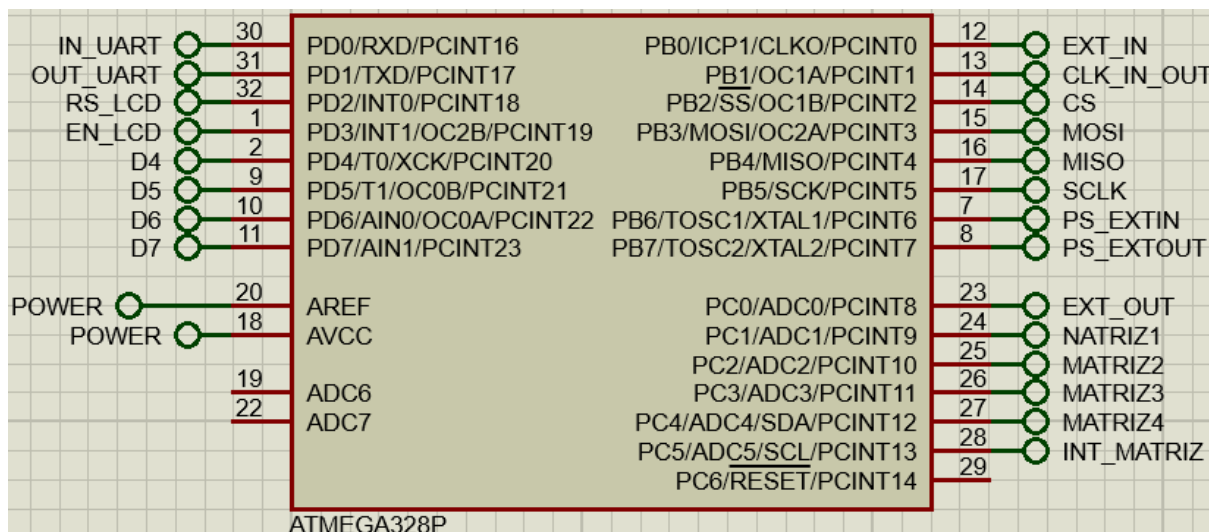 IN_UART 30 PD0/RXD/PCINT16 PB0/ICP1/CLKO/PCINT0 12 EXT_IN
OUT_UART 31 PD1/TXD/PCINT17 PB1/OC1A/PCINT1 13 CLK_IN_OUT
RS_LCD 32 PD2/INT0/PCINT18 PB2/SS/OC1B/PCINT2 14 CS
EN_LCD 1 PD3/INT1/OC2B/PCINT19 PB3/MOSI/OC2A/PCINT3 15 MOSI
D4 2 PD4/T0/XCK/PCINT20 PB4/MISO/PCINT4 16 MISO
D5 9 PD5/T1/OC0B/PCINT21 PB5/SCK/PCINT5 17 SCLK
D6 10 PD6/AIN0/OC0A/PCINT22 PB6/TOSC1/XTAL1/PCINT6 7 PS_EXTIN
D7 11 PD7/AIN1/PCINT23 PB7/TOSC2/XTAL2/PCINT7 8 PS_EXTOUT
POWER 20 AREF PC0/ADC0/PCINT8 23 EXT_OUT
POWER 18 AVCC PC1/ADC1/PCINT9 24 NATRIZ1
PC2/ADC2/PCINT10 25 MATRIZ2
19 ADC6 PC3/ADC3/PCINT11 26 MATRIZ3
22 ADC7 PC4/ADC4/SDA/PCINT12 27 MATRIZ4
PC5/ADC5/SCL/PCINT13 28 INT_MATRIZ
PC6/RESET/PCINT14 29
ATMEGA328P